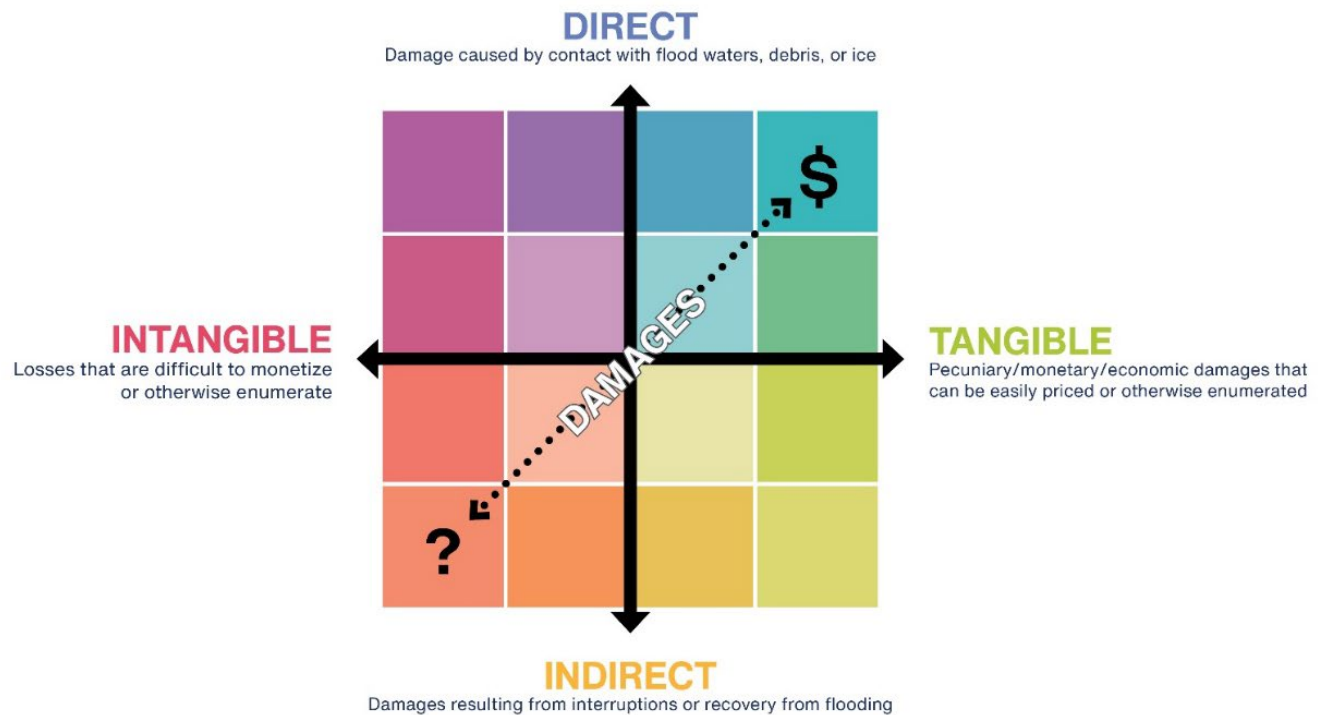 DIRECT
Damage caused by contact with flood waters, debris, or ice
$
DAMAGES
INTANGIBLE
Losses that are difficult to monetize
or otherwise enumerate
TANGIBLE
Pecuniary/monetary/economic damages that
can be easily priced or otherwise enumerated
?
INDIRECT
Damages resulting from interruptions or recovery from flooding